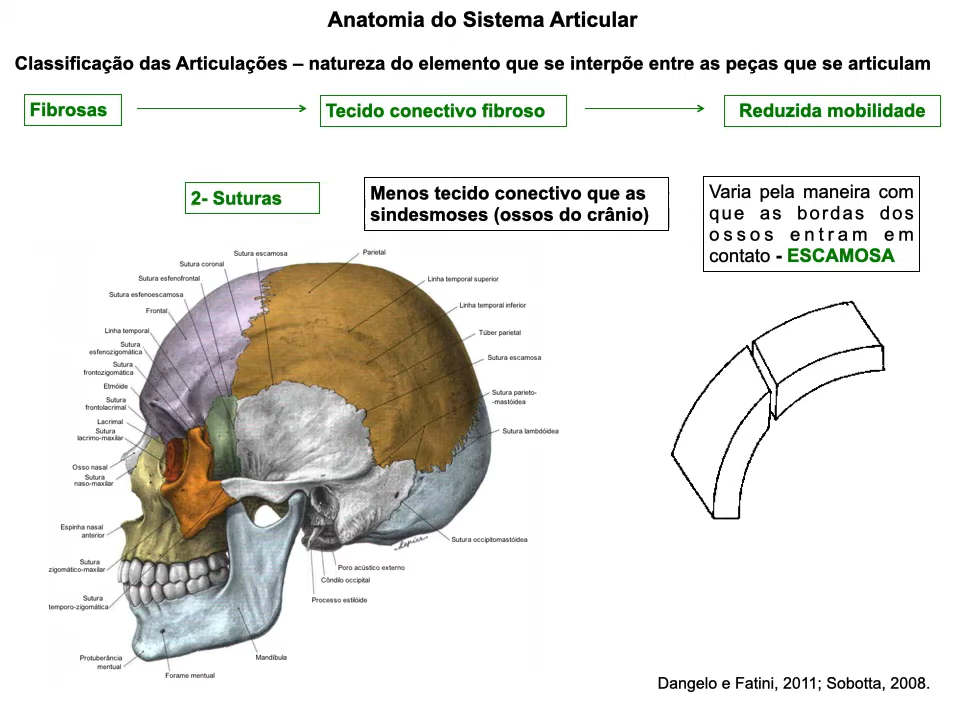 Anatomia do Sistema Articular
Classificação das Articulações – natureza do elemento que se interpõe entre as peças que se articulam
Fibrosas
Tecido conectivo fibroso
Reduzida mobilidade
2- Suturas
Menos tecido conectivo que as
sindesmoses (ossos do crânio)
Varia pela maneira com
que as bordas dos
ossos entram em
contato - ESCAMOSA
Sutura escamosa
Parietal
Sutura coronal
Sutura esfenofrontal
Sutura esfenoescamosa
Frontal
Linha temporal
Sutura
esfenozigomática
Sutura
frontozigomática
Etmóide
Sutura
frontolacrimal
Lacrimal
Sutura
lacrimo-maxilar
Osso nasal
Sutura
naso-maxilar
Espinha nasal
anterior
Sutura
zigomático-maxilar
Sutura
temporo-zigomática
Protuberância
mentual
Forame mentual
Mandíbula
Linha temporal superior
Linha temporal inferior
Túber parietal
Sutura escamosa
Sutura parieto-
-mastóidea
Sutura lambdóidea
Sutura occipitomastóidea
Poro acústico externo
Côndilo occipital
Processo estilóide
Dangelo e Fatini, 2011; Sobotta, 2008.